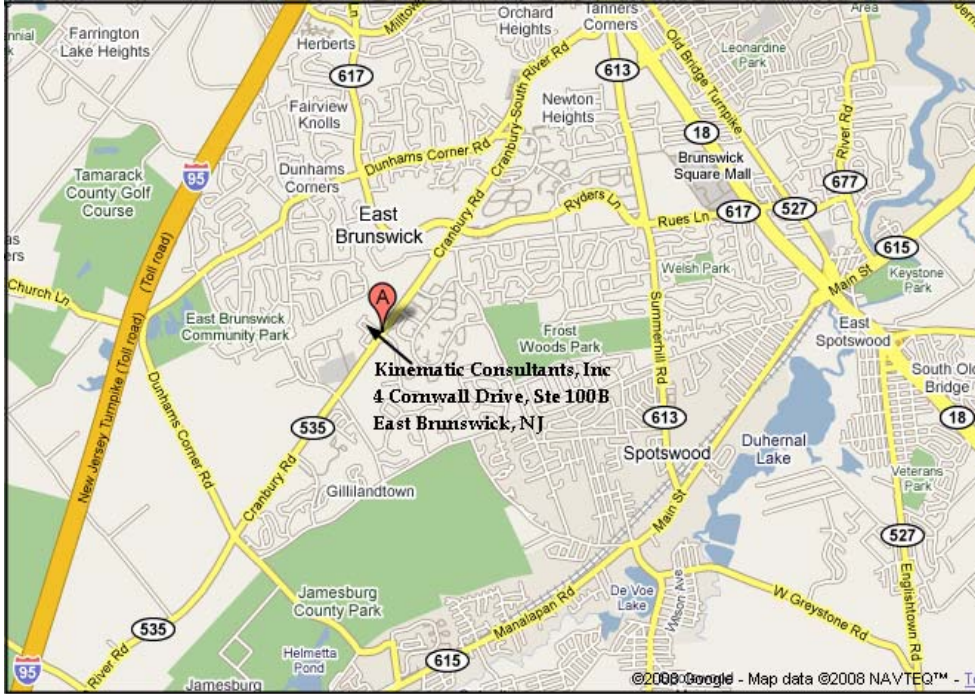 Farrington
Lake Heights
Herberts
Milltown
Ln
Orchard
Heights
Tanners
Corners
Area
617
613
Cranbury-South River Rd
Old Bridge Turnpike
Leonardine
Park
Fairview
Knolls
Newton
Heights
18
River Rd
95
Tamarack
County Golf
Course
Dunhams
Corners
Dunhams Corner Rd
Brunswick
Square Mall
677
East
Brunswick
Cranbury Rd
Ryders Ln
Rues Ln
617
527
615
Church Ln
New Jersey Turnpike (Toll road)
(Toll road)
East Brunswick
Community Park
A
Welsh Park
Main St
Keystone
Park
Frost
Woods Park
Summerhill Rd
East
Spotswood
Kinematic Consultants, Inc
4 Cornwall Drive, Ste 100B
East Brunswick, NJ
South Old
Bridge
Dunhams Corner Rd
535
613
18
Spotswood
Duhernal
Lake
Cranbury Rd
Gillilandtown
Veterans
Park
Main St
527
Jamesburg
County Park
Manalapan Rd
De Voe
Lake
Wilson Ave
W Greystone Rd
Englishtown Rd
535
River Rd
Helmetta
Pond
615
95
Jamesburg
©2008 Google - Map data ©2008 NAVTEQ™ -